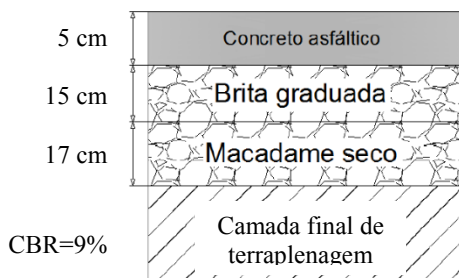 5 cm
Concreto asfáltico
15 cm
Brita graduada
17 cm
Macadame seco
CBR=9%
Camada final de
terraplenagem